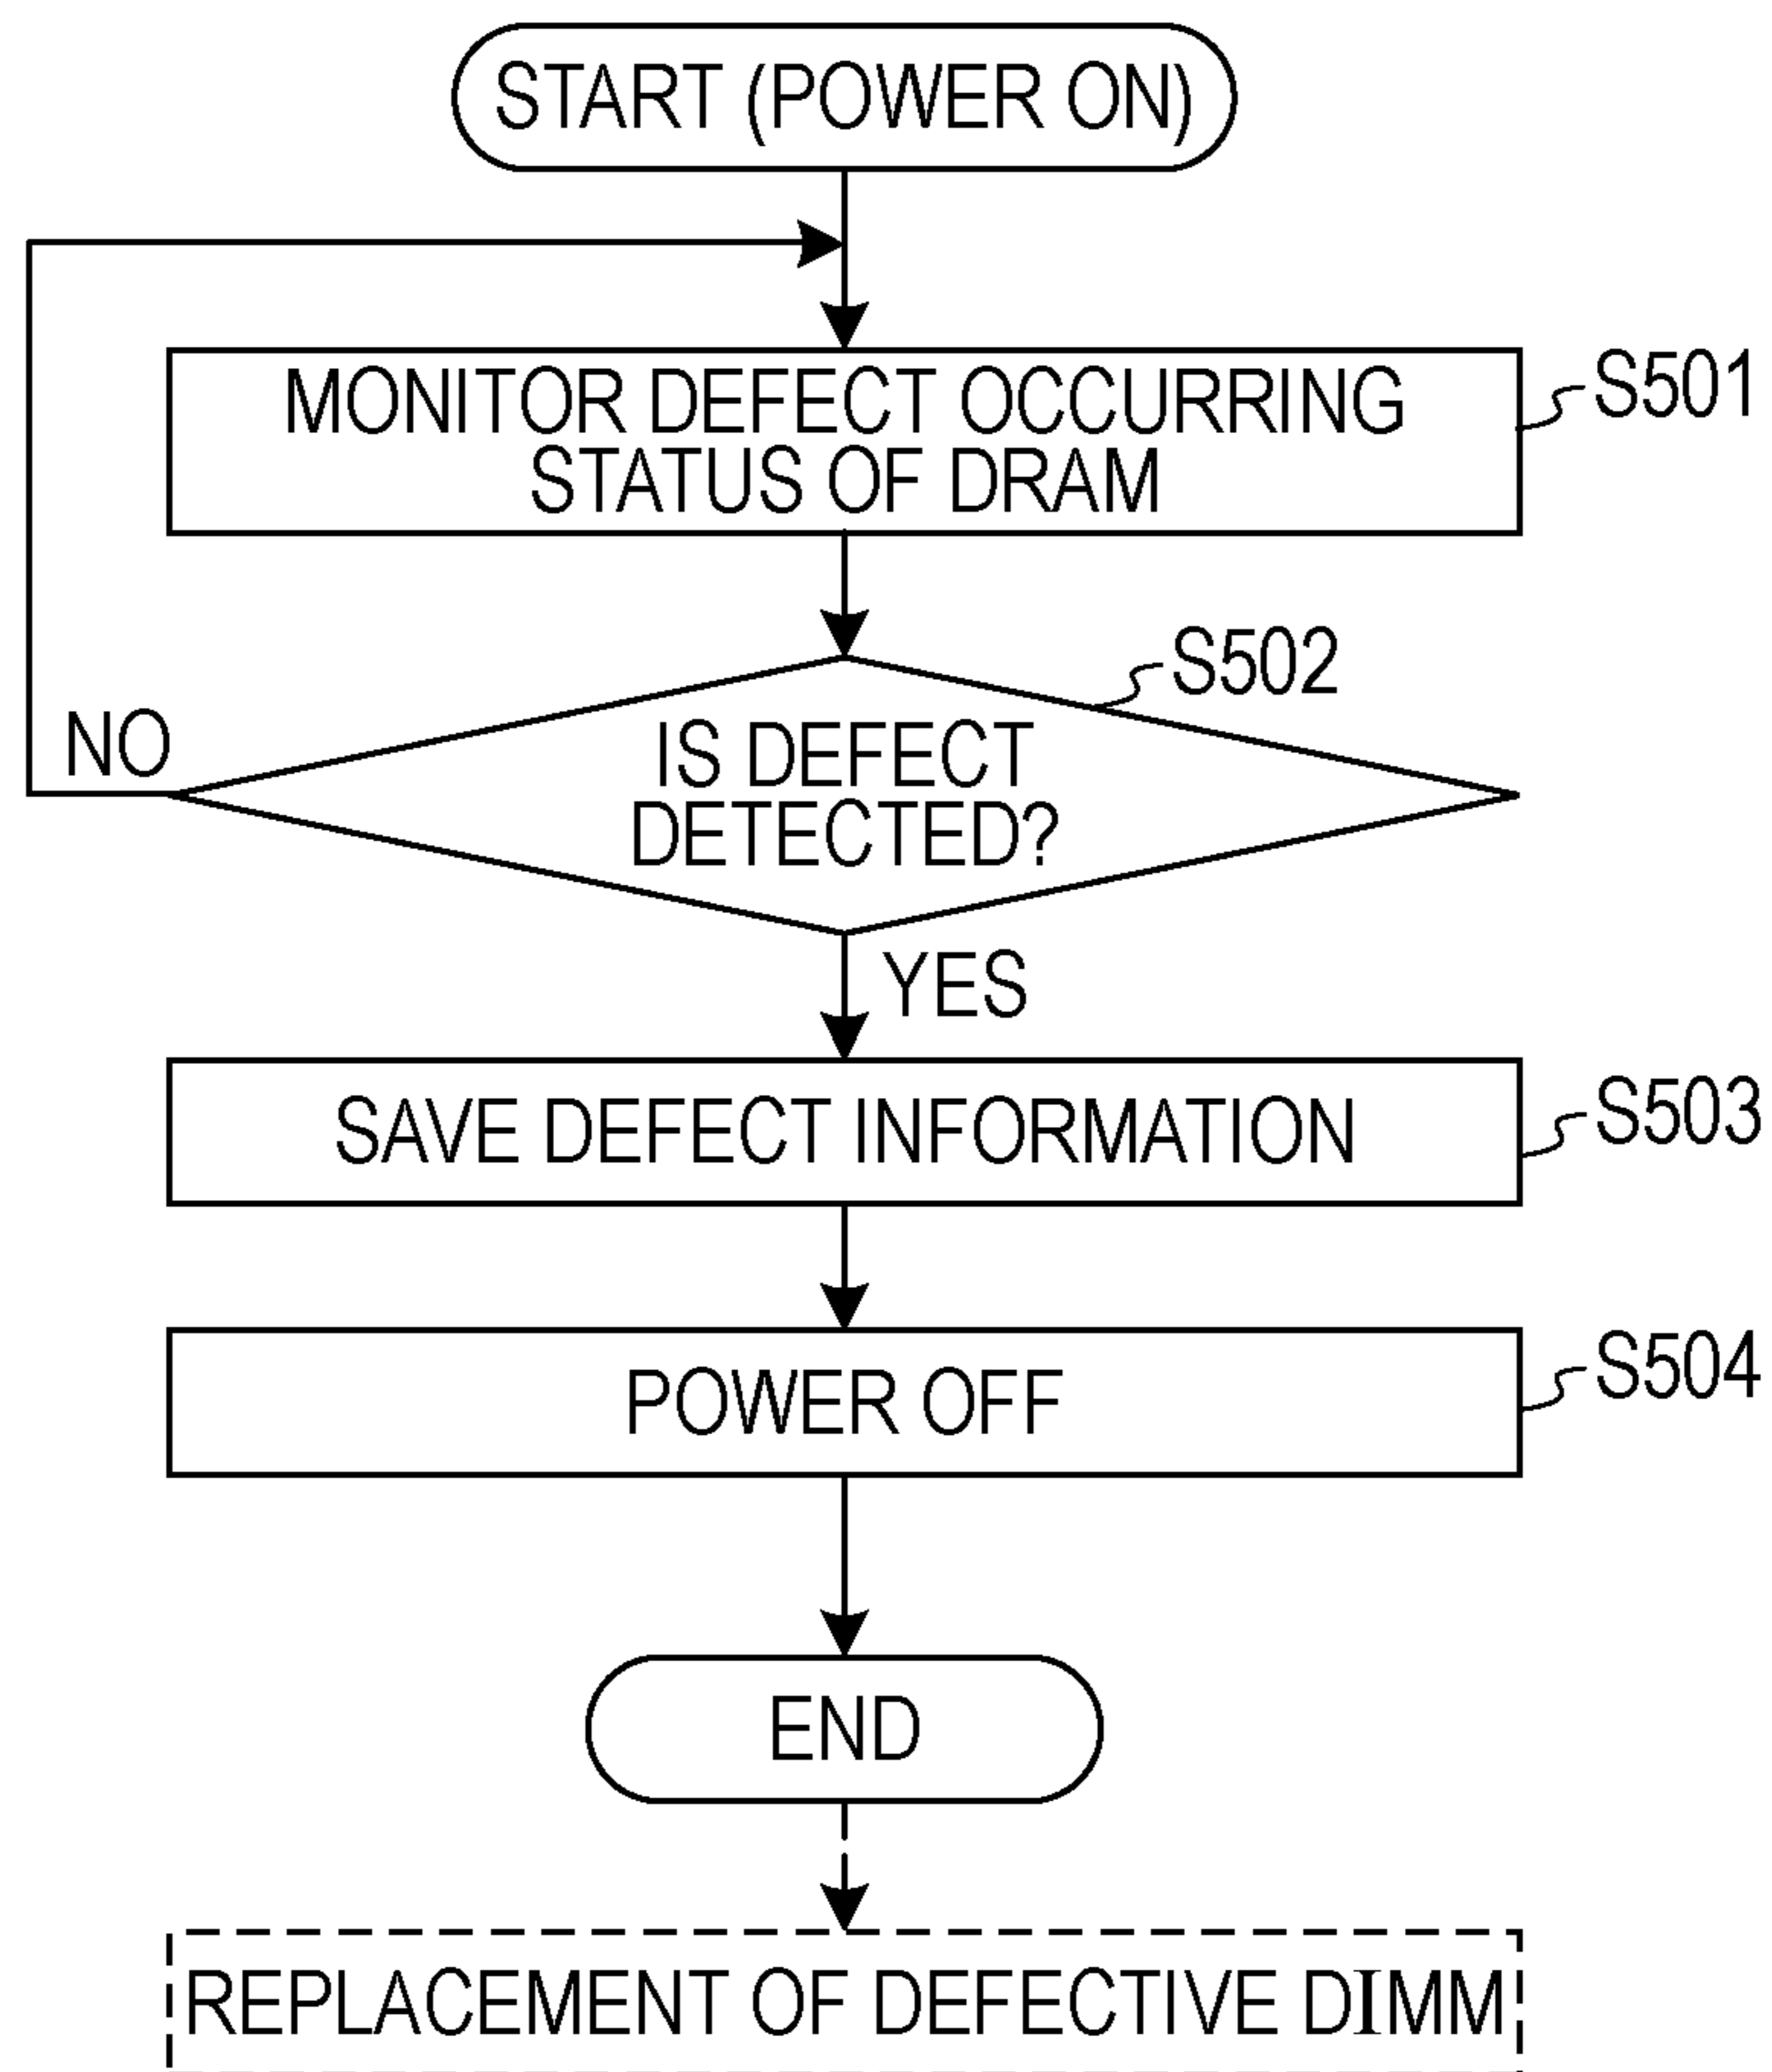 START (POWER ON)
MONITOR DEFECT OCCURRING
STATUS OF DRAM
S501
S502
NO
IS DEFECT
DETECTED?
YES
SAVE DEFECT INFORMATION
S503
POWER OFF
S504
END
REPLACEMENT OF DEFECTIVE DIMM